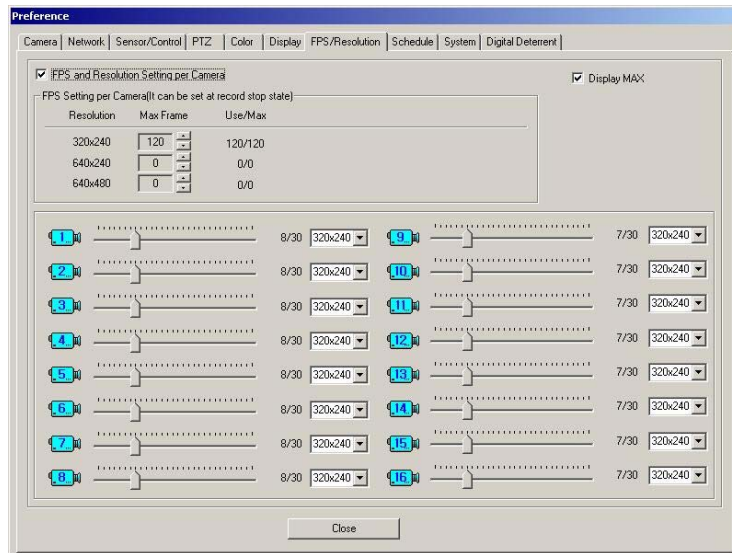 Preference
Camera Network Sensor/Control PTZ Color Display FPS/Resolution Schedule System Digital Deterrent
FPS and Resolution Setting per Camera
Display MAX
FPS Setting per Camera(It can be set at record stop state)
Resolution Max Frame Use/Max
320x240 120 120/120
640x240 0 0/0
640x480 0 0/0
1 8/30 320x240 9 7/30 320x240
2 8/30 320x240 10 7/30 320x240
3 8/30 320x240 11 7/30 320x240
4 8/30 320x240 12 7/30 320x240
5 8/30 320x240 13 7/30 320x240
6 8/30 320x240 14 7/30 320x240
7 8/30 320x240 15 7/30 320x240
8 8/30 320x240 16 7/30 320x240
Close